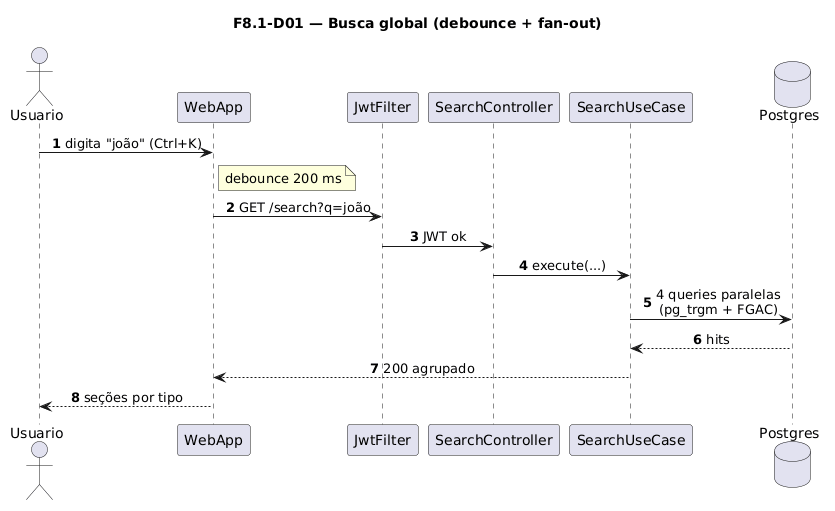 F8.1-D01 — Busca global (debounce + fan-out)
Usuario
WebApp
JwtFilter
SearchController
SearchUseCase
Postgres
1 digita "joão" (Ctrl+K)
debounce 200 ms
2 GET /search?q=joão
3 JWT ok
4 execute(...)
5 4 queries paralelas
(pg_trgm + FGAC)
6 hits
7 200 agrupado
8 seções por tipo
Usuario
WebApp
JwtFilter
SearchController
SearchUseCase
Postgres